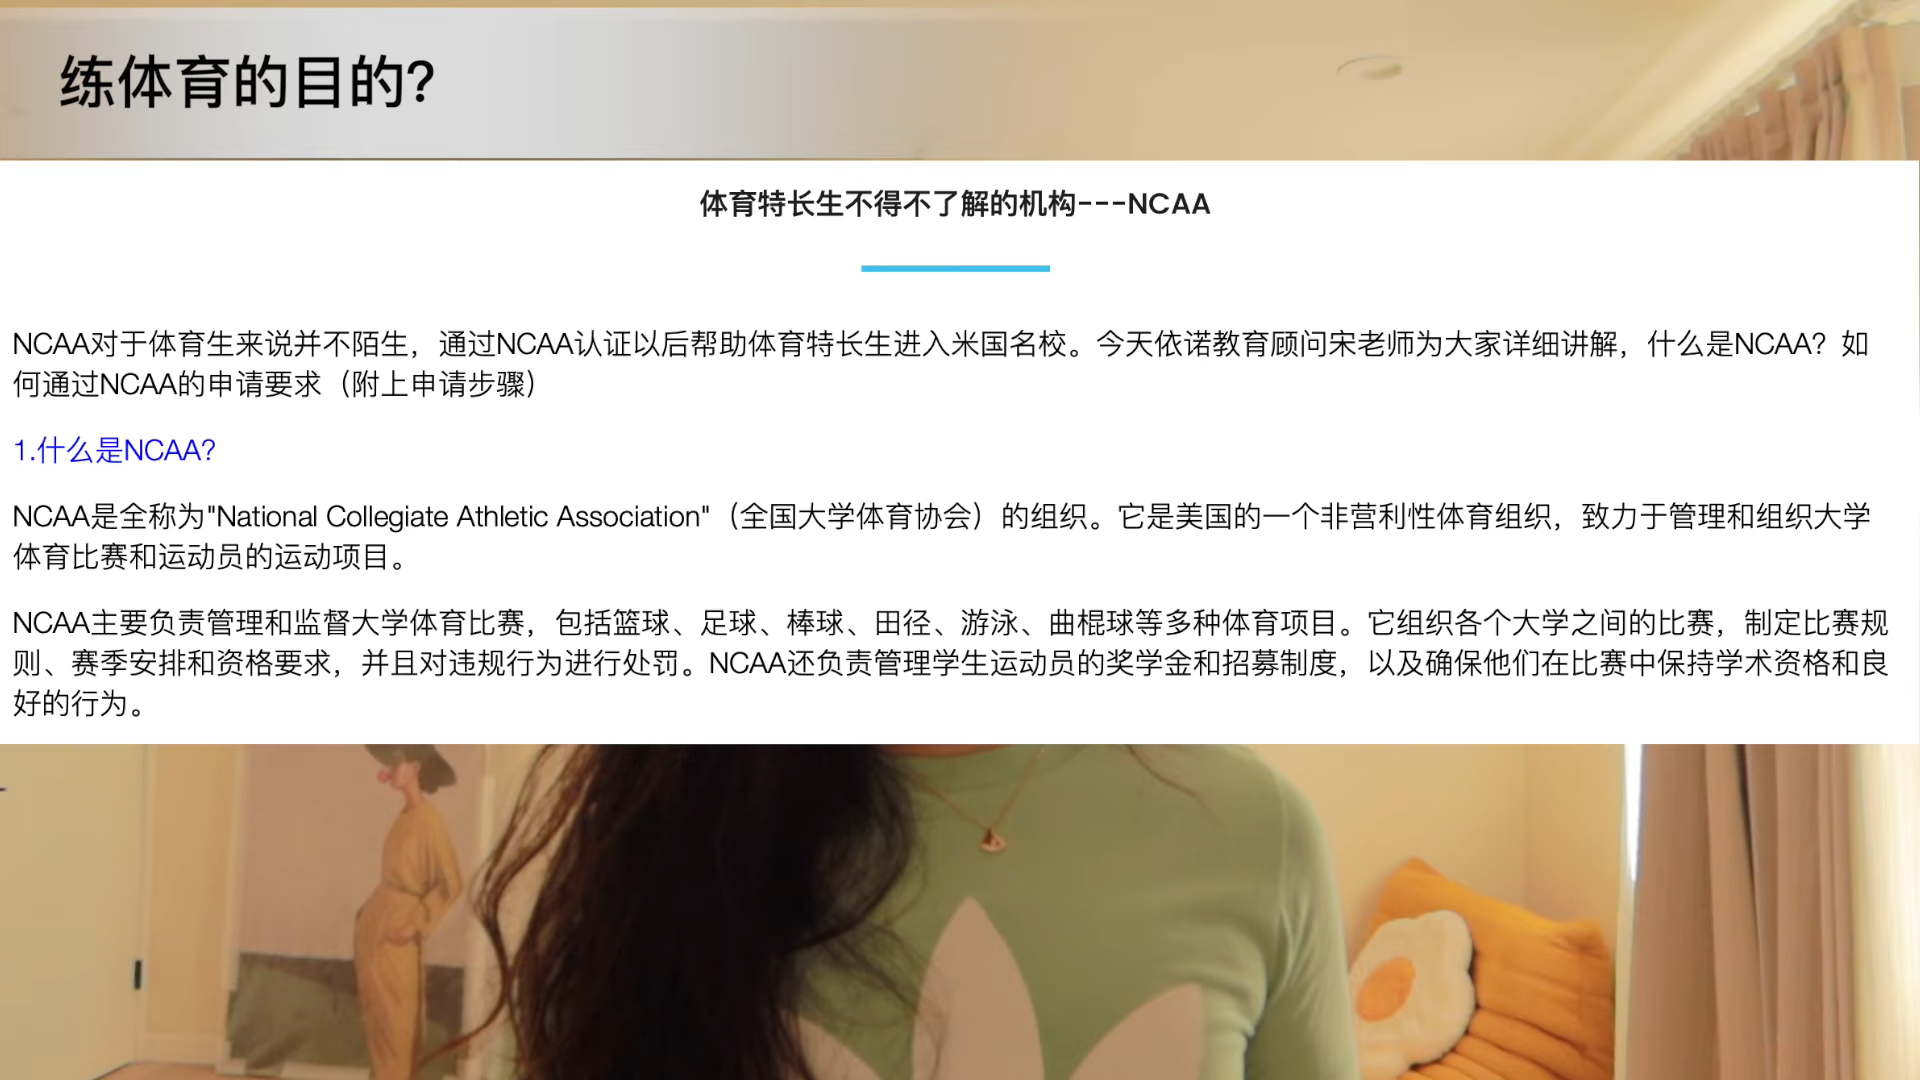 练体育的目的?
体育特长生不得不了解的机构---NCAA
NCAA对于体育生来说并不陌生，通过NCAA认证以后帮助体育特长生进入米国名校。今天依诺教育顾问宋老师为大家详细讲解，什么是NCAA？如
何通过NCAA的申请要求（附上申请步骤）
1.什么是NCAA?
NCAA是全称为"National Collegiate Athletic Association"（全国大学体育协会）的组织。它是美国的一个非营利性体育组织，致力于管理和组织大学
体育比赛和运动员的运动项目。
NCAA主要负责管理和监督大学体育比赛，包括篮球、足球、棒球、田径、游泳、曲棍球等多种体育项目。它组织各个大学之间的比赛，制定比赛规
则、赛季安排和资格要求，并且对违规行为进行处罚。NCAA还负责管理学生运动员的奖学金和招募制度，以及确保他们在比赛中保持学术资格和良
好的行为。